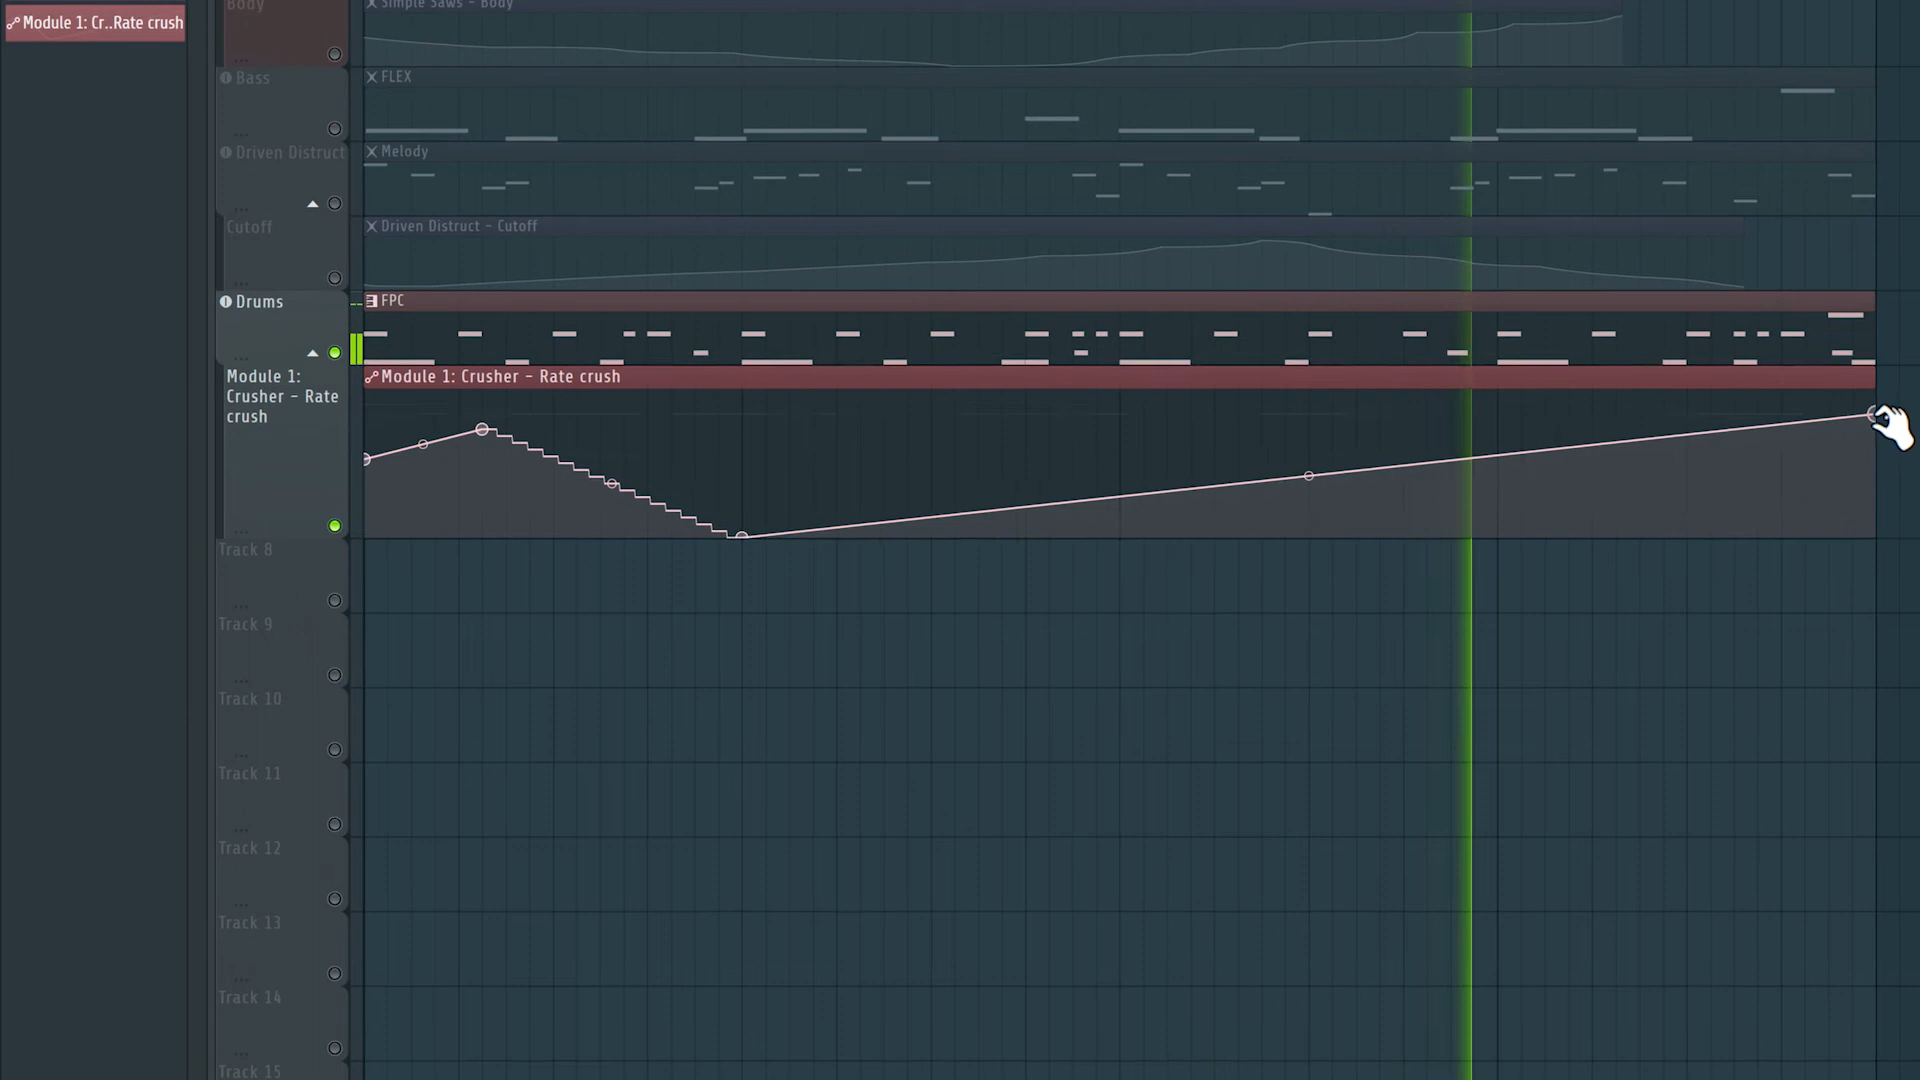 Module 1: Cr..Rate crush
Body
Simple Saws - Body
Bass
FLEX
Driven Distruct
Melody
Cutoff
Driven Distruct - Cutoff
Drums
FPC
Module 1:
Crusher - Rate
crush
Module 1: Crusher - Rate crush
Track 8
Track 9
Track 10
Track 11
Track 12
Track 13
Track 14
Track 15